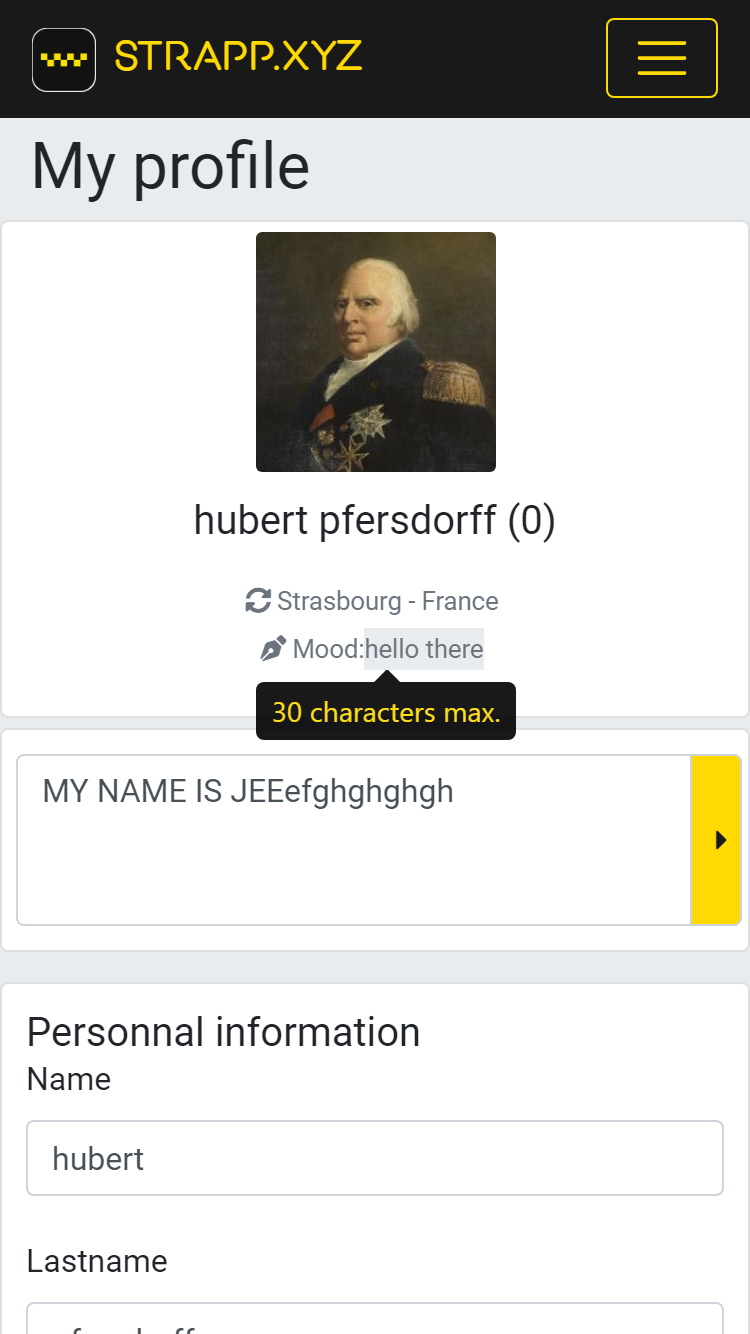 STRAPP.XYZ
My profile
hubert pfersdorff (0)
Strasbourg - France
Mood:hello there
30 characters max.
MY NAME IS JEEefghghghgh
Personnal information
Name
hubert
Lastname